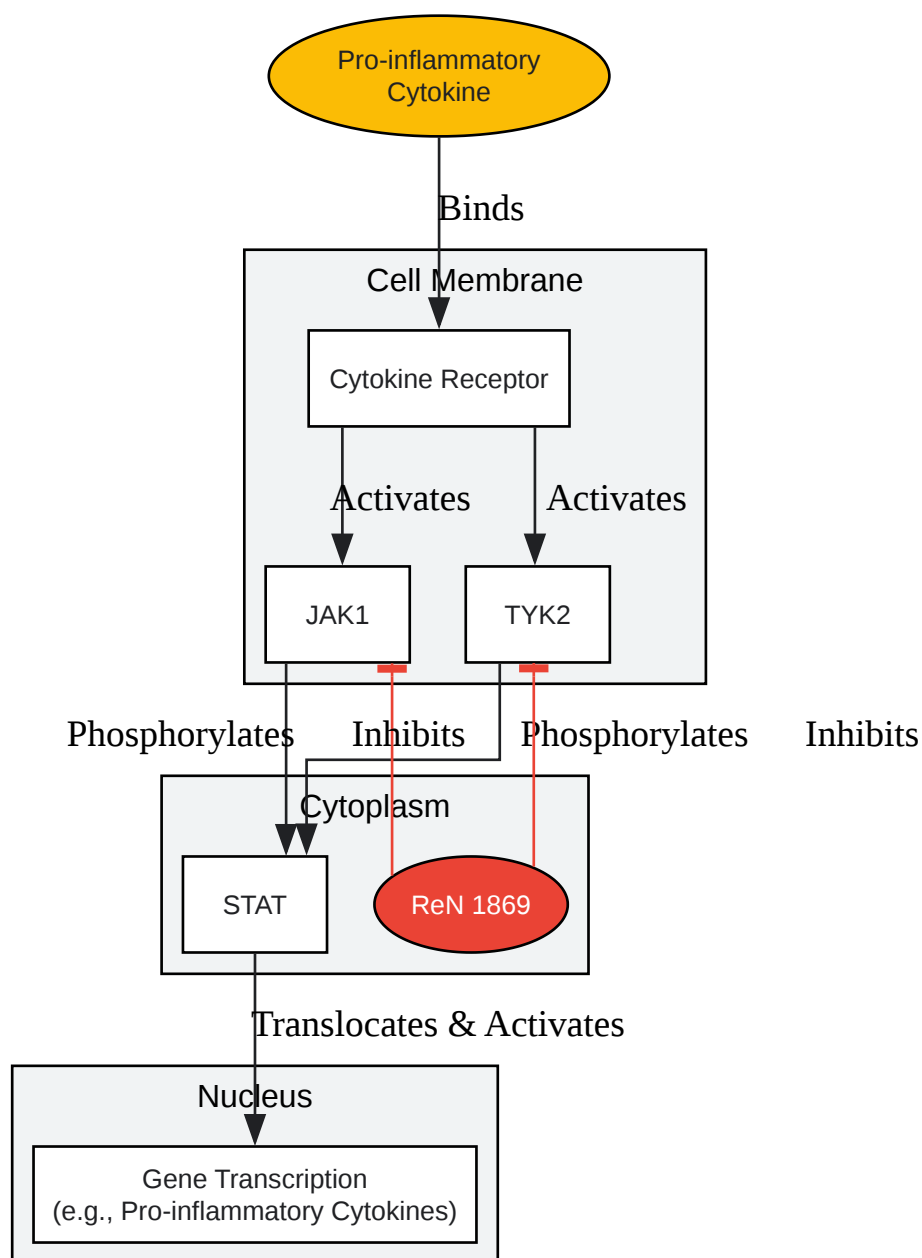 Pro-inflammatory
Cytokine
Binds
Cell Membrane
Cytokine Receptor
Activates
Activates
JAK1
TYK2
Phosphorylates
Inhibits
Phosphorylates
Inhibits
Cytoplasm
STAT
ReN 1869
Translocates & Activates
Nucleus
Gene Transcription
(e.g., Pro-inflammatory Cytokines)